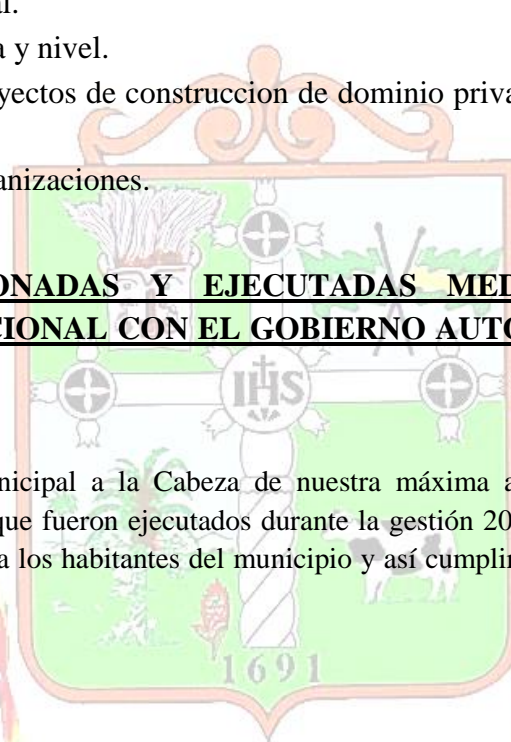 al.
a y nivel.
yectos de construccion de dominio priva
anizaciones.
ONADAS Y EJECUTADAS MED
CIONAL CON EL GOBIERNO AUTO
IHS
nicipal a la Cabeza de nuestra máxima a
que fueron ejecutados durante la gestión 20
a los habitantes del municipio y así cumplir
1691